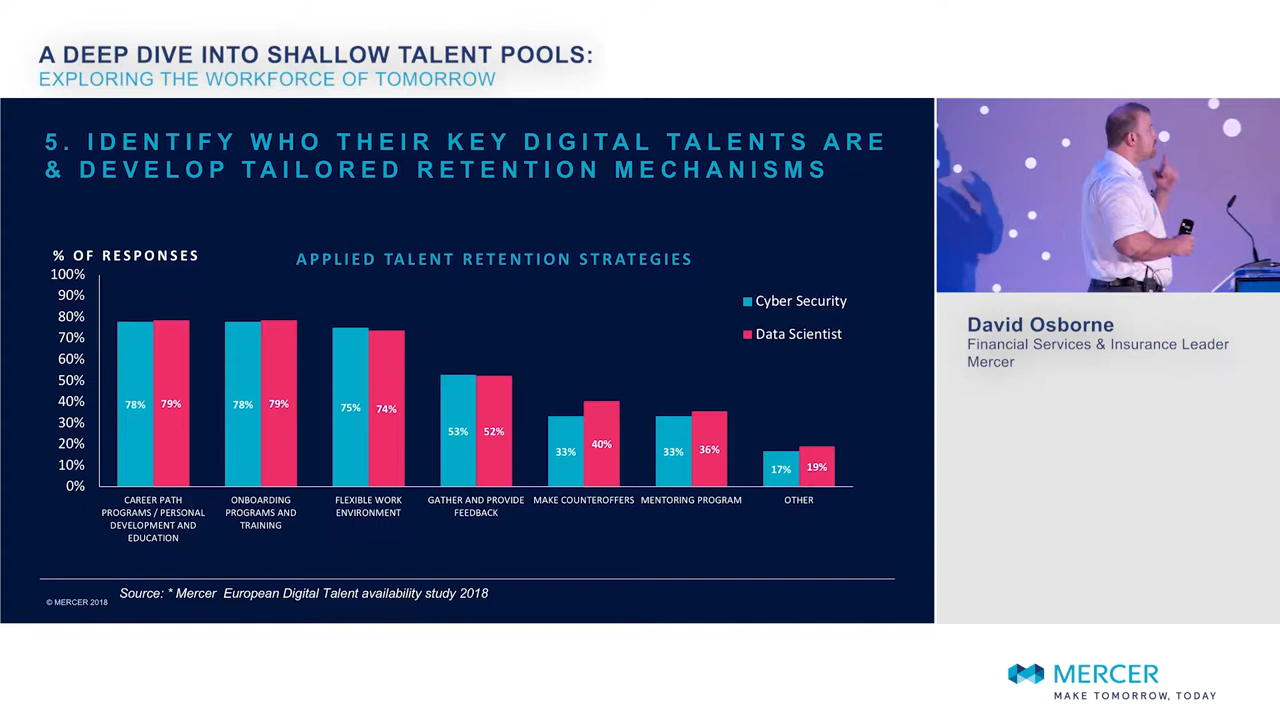 A DEEP DIVE INTO SHALLOW TALENT POOLS:
EXPLORING THE WORKFORCE OF TOMORROW
5. IDENTIFY WHO THEIR KEY DIGITAL TALENTS ARE
& DEVELOP TAILORED RETENTION MECHANISMS
% OF RESPONSES
APPLIED TALENT RETENTION STRATEGIES
100%
90%
80%
70%
60%
50%
40%
30%
20%
10%
0%
Cyber Security
Data Scientist
78% 79%
78% 79%
75% 74%
53% 52%
33% 40%
33% 36%
17% 19%
CAREER PATH
PROGRAMS / PERSONAL
DEVELOPMENT AND
EDUCATION
ONBOARDING
PROGRAMS AND
TRAINING
FLEXIBLE WORK
ENVIRONMENT
GATHER AND PROVIDE
FEEDBACK
MAKE COUNTEROFFERS
MENTORING PROGRAM
OTHER
Source: * Mercer European Digital Talent availability study 2018
© MERCER 2018
David Osborne
Financial Services & Insurance Leader
Mercer
MERCER
MAKE TOMORROW, TODAY